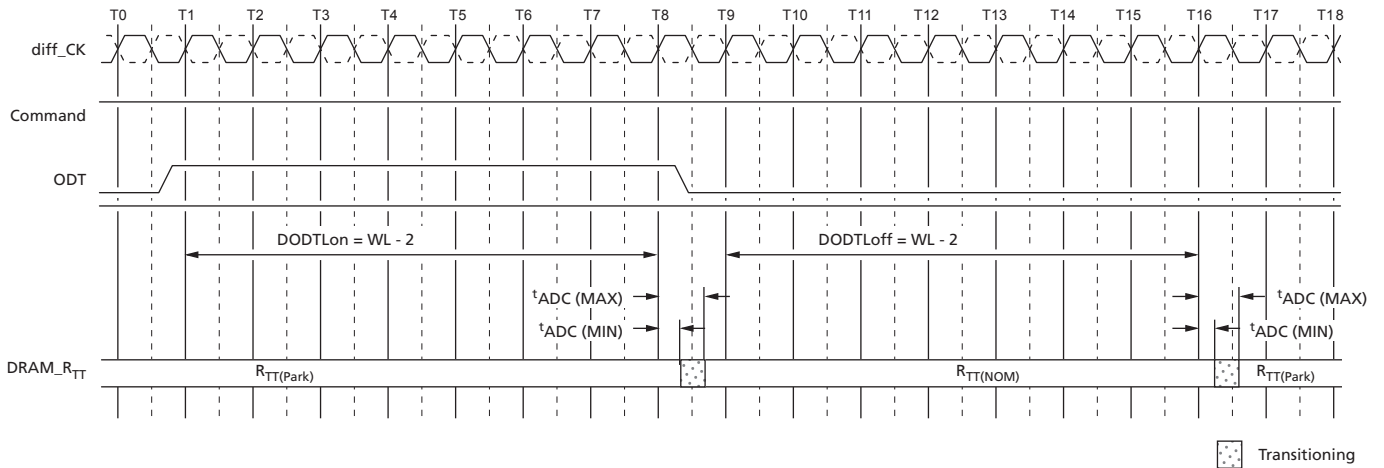 T0 T1 T2 T3 T4 T5 T6 T7 T8 T9 T10 T11 T12 T13 T14 T15 T16 T17 T18
diff_CK
Command
ODT
DODTLon = WL - 2
DODTLoff = WL - 2
tADC (MAX)
tADC (MAX)
tADC (MIN)
tADC (MIN)
DRAM_RTT
RTT(Park)
RTT(NOM)
RTT(Park)
Transitioning